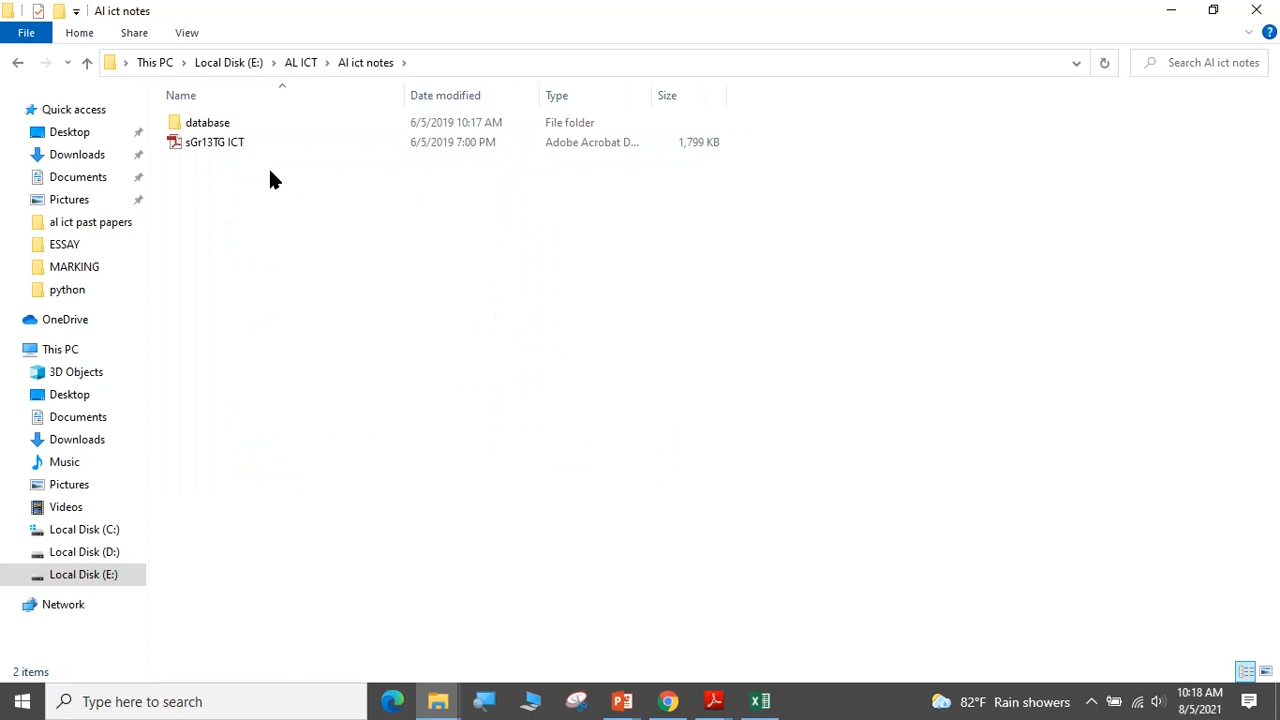 Al ict notes
File Home Share View
This PC Local Disk (E:) AL ICT Al ict notes Search Al ict notes
Name Date modified Type Size
database 6/5/2019 10:17 AM File folder
sGr13TG ICT 6/5/2019 7:00 PM Adobe Acrobat D... 1,799 KB
Quick access
Desktop
Downloads
Documents
Pictures
al ict past papers
ESSAY
MARKING
python
OneDrive
This PC
3D Objects
Desktop
Documents
Downloads
Music
Pictures
Videos
Local Disk (C:)
Local Disk (D:)
Local Disk (E:)
Network
2 items
Type here to search 82°F Rain showers 10:18 AM
8/5/2021